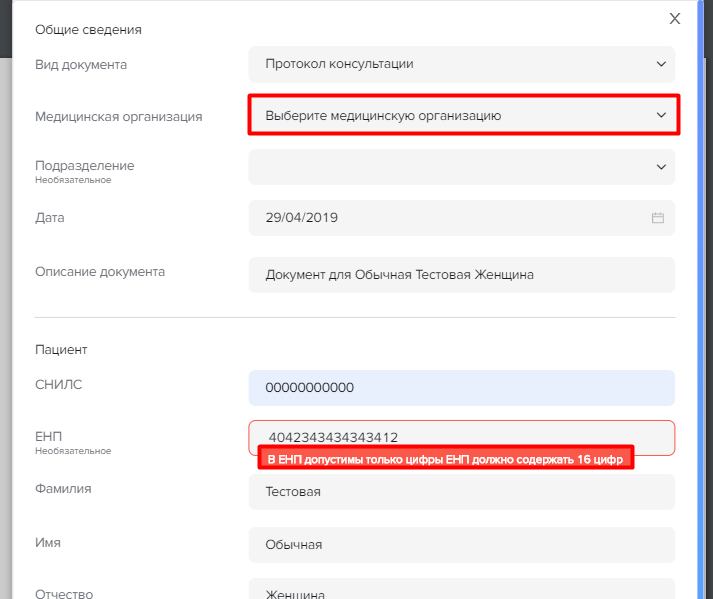 Общие сведения
Вид документа
Протокол консультации
Медицинская организация
Выберите медицинскую организацию
Подразделение
Необязательное
Дата
29/04/2019
Описание документа
Документ для Обычная Тестовая Женщина
Пациент
СНИЛС
00000000000
ЕНП
Необязательное
4042343434343412
В ЕНП допустимы только цифры ЕНП должно содержать 16 цифр
Фамилия
Тестовая
Имя
Обычная
Отчество
Женщина